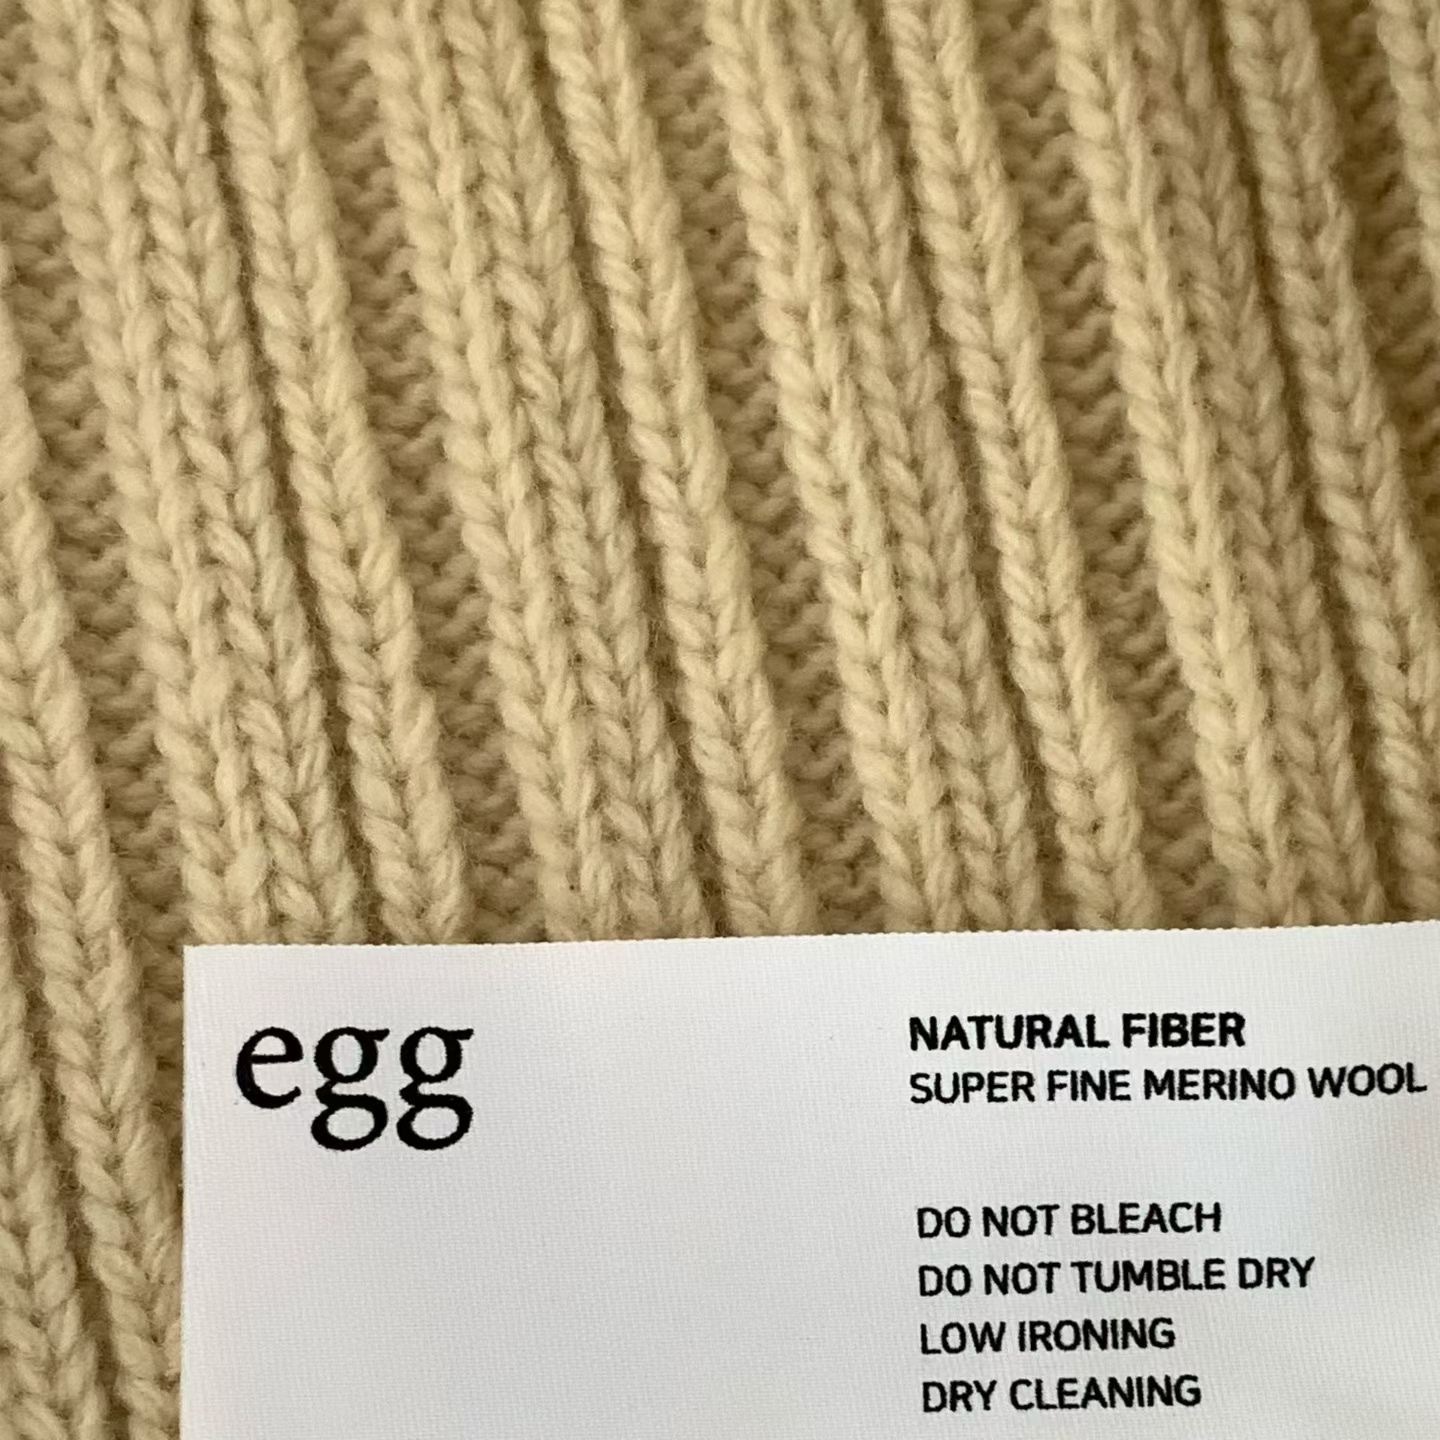 egg
NATURAL FIBER
SUPER FINE MERINO WOOL
DO NOT BLEACH
DO NOT TUMBLE DRY
LOW IRONING
DRY CLEANING